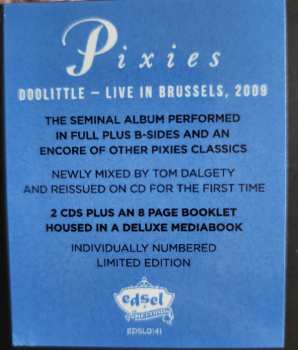 Pixies
DOOLITTLE – LIVE IN BRUSSELS, 2009
THE SEMINAL ALBUM PERFORMED
IN FULL PLUS B-SIDES AND AN
ENCORE OF OTHER PIXIES CLASSICS
NEWLY MIXED BY TOM DALGETY
AND REISSUED ON CD FOR THE FIRST TIME
2 CDS PLUS AN 8 PAGE BOOKLET
HOUSED IN A DELUXE MEDIABOOK
INDIVIDUALLY NUMBERED
LIMITED EDITION
edsel
EDSL0141